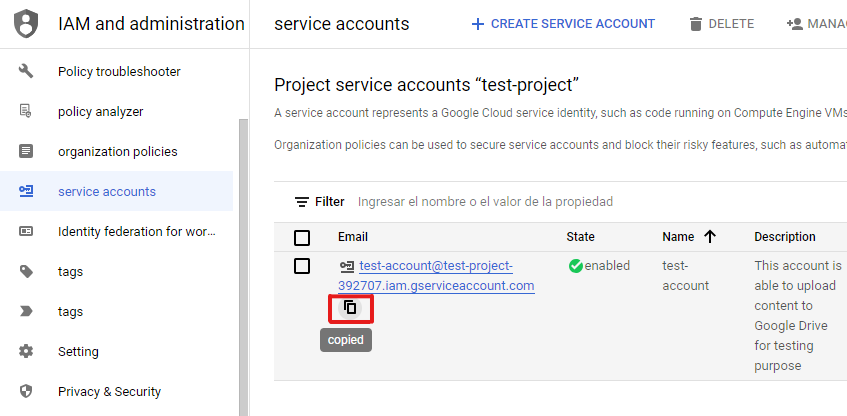 IAM and administration
service accounts
CREATE SERVICE ACCOUNT
DELETE
MANA
Policy troubleshooter
policy analyzer
organization policies
service accounts
Identity federation for wor...
tags
tags
Setting
Privacy & Security
Project service accounts “test-project”
A service account represents a Google Cloud service identity, such as code running on Compute Engine VMs
Organization policies can be used to secure service accounts and block their risky features, such as automa
Filter Ingresar el nombre o el valor de la propiedad
Email State Name Description
test-account@test-project-
392707.iam.gserviceaccount.com
copied
enabled
test-
account
This account is
able to upload
content to
Google Drive
for testing
purpose